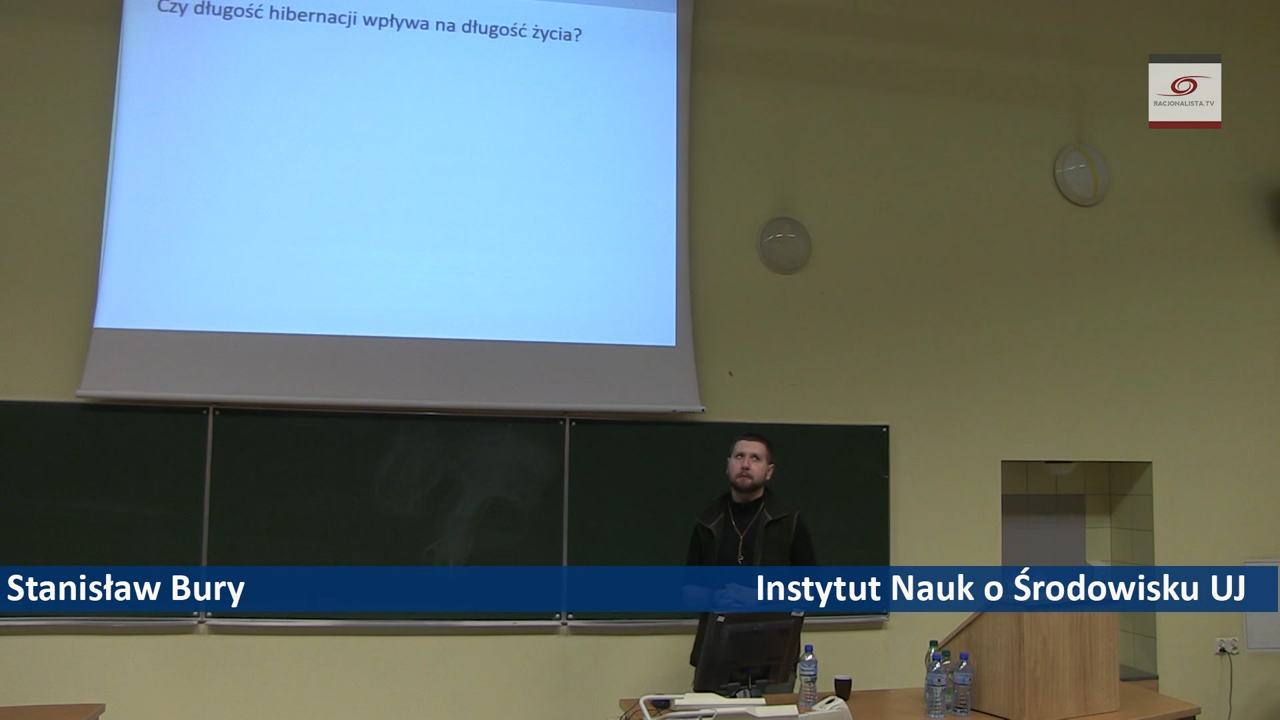 Czy długość hibernacji wpływa na długość życia?
RACJONALISTA.TV
Stanisław Bury
Instytut Nauk o Środowisku UJ